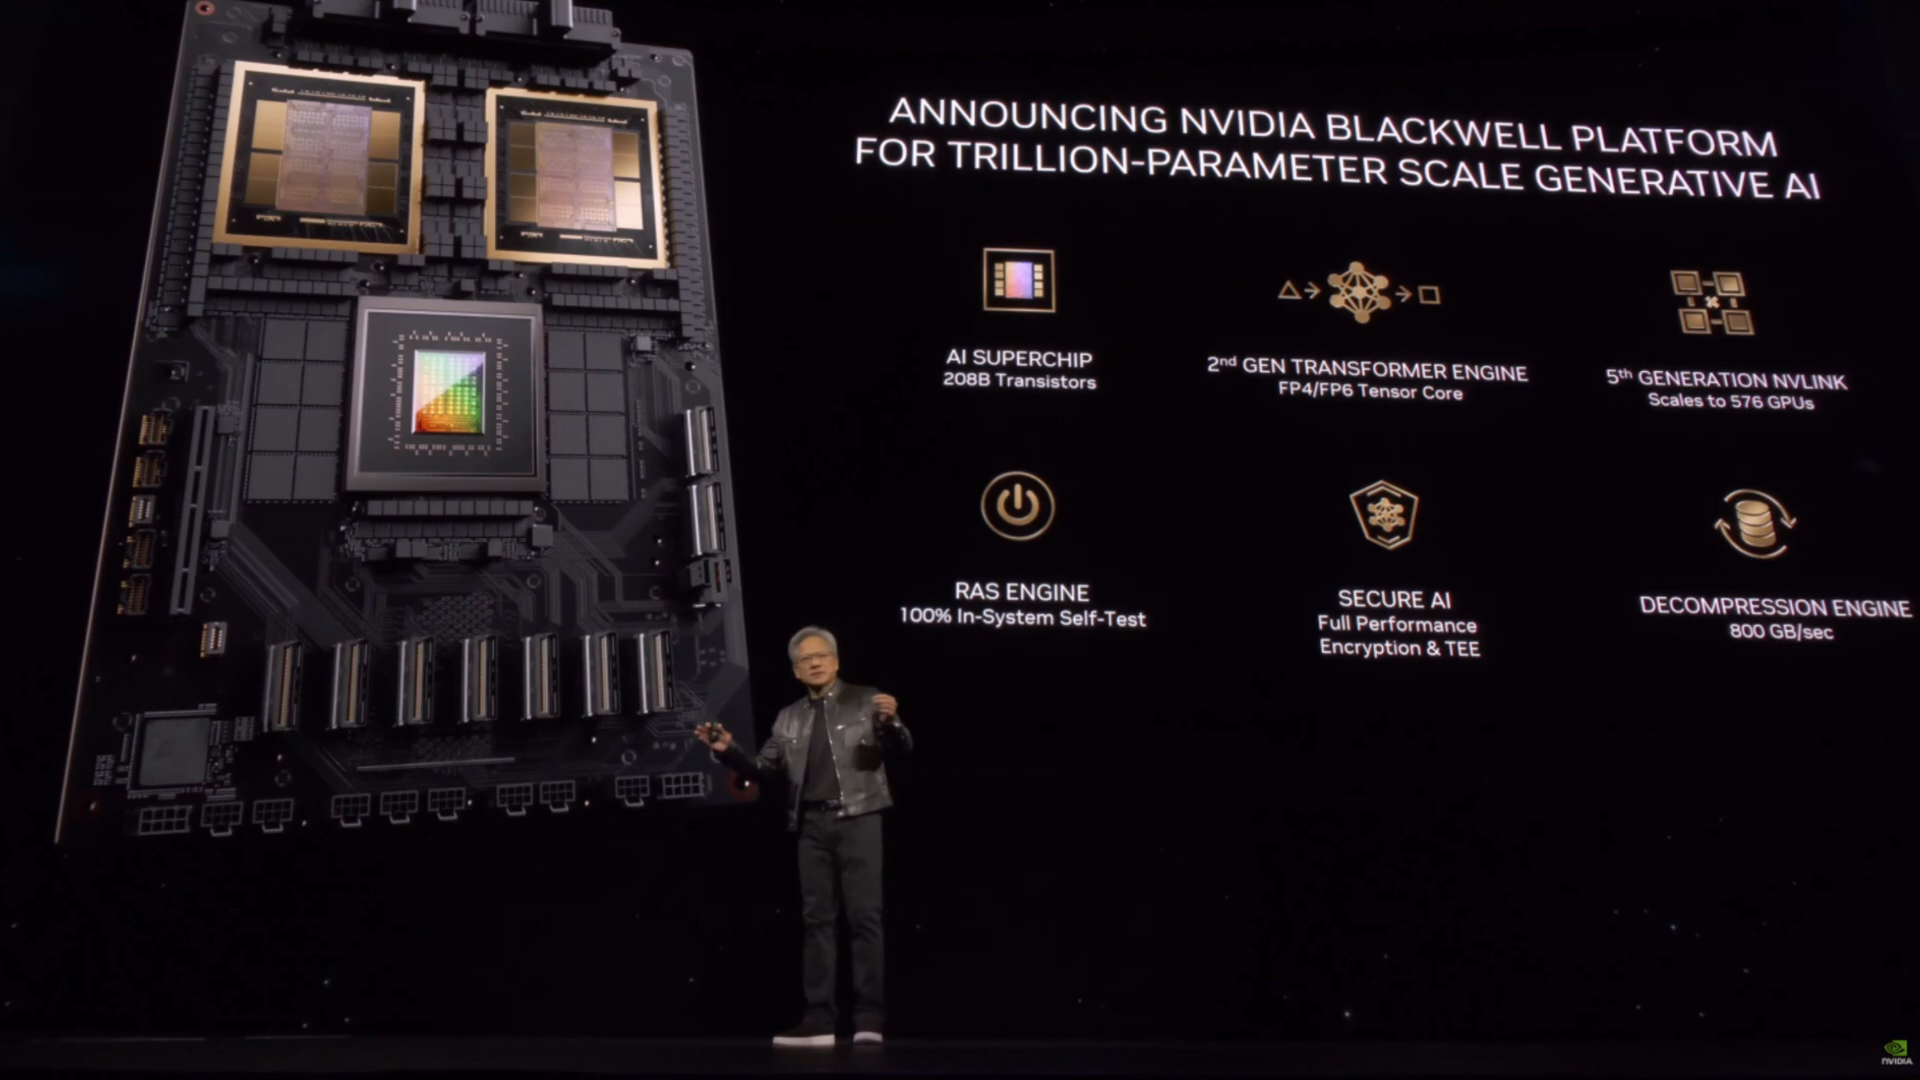 ANNOUNCING NVIDIA BLACKWELL PLATFORM
FOR TRILLION-PARAMETER SCALE GENERATIVE AI
AI SUPERCHIP
208B Transistors
2nd GEN TRANSFORMER ENGINE
FP4/FP6 Tensor Core
5th GENERATION NVLINK
Scales to 576 GPUs
RAS ENGINE
100% In-System Self-Test
SECURE AI
Full Performance
Encryption & TEE
DECOMPRESSION ENGINE
800 GB/sec
NVIDIA